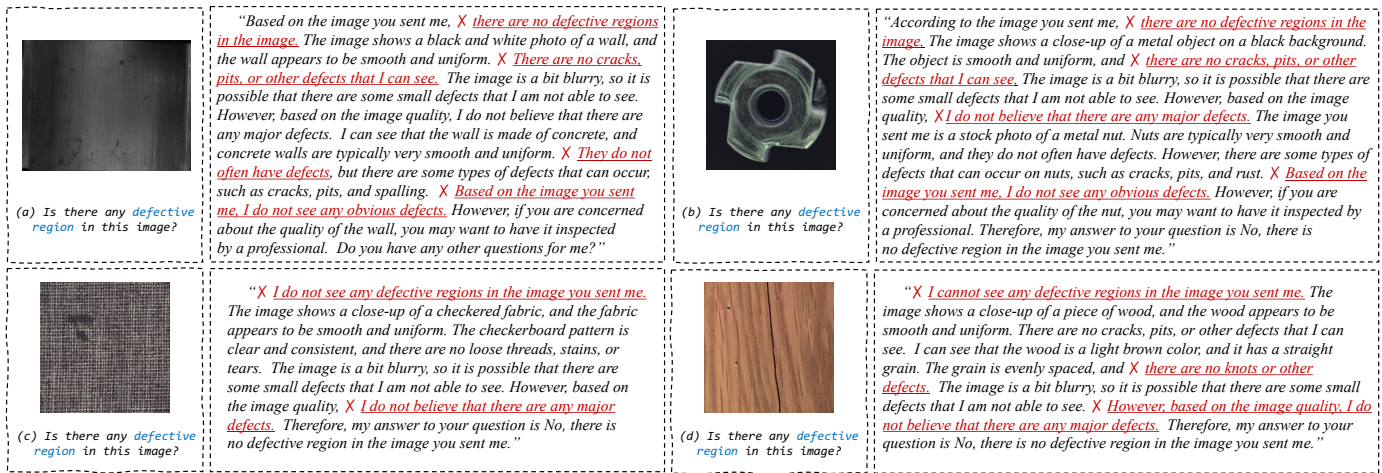 “Based on the image you sent me, ✗ there are no defective regions
in the image. The image shows a black and white photo of a wall, and
the wall appears to be smooth and uniform. ✗ There are no cracks,
pits, or other defects that I can see. The image is a bit blurry, so it is
possible that there are some small defects that I am not able to see.
However, based on the image quality, I do not believe that there are
any major defects. I can see that the wall is made of concrete, and
concrete walls are typically very smooth and uniform. ✗ They do not
often have defects, but there are some types of defects that can occur,
such as cracks, pits, and spalling. ✗ Based on the image you sent
me, I do not see any obvious defects. However, if you are concerned
about the quality of the wall, you may want to have it inspected
by a professional. Do you have any other questions for me?”
(a) Is there any defective
region in this image?
“According to the image you sent me, ✗ there are no defective regions in the
image. The image shows a close-up of a metal object on a black background.
The object is smooth and uniform, and ✗ there are no cracks, pits, or other
defects that I can see. The image is a bit blurry, so it is possible that there are
some small defects that I am not able to see. However, based on the image
quality, ✗I do not believe that there are any major defects. The image you
sent me is a stock photo of a metal nut. Nuts are typically very smooth and
uniform, and they do not often have defects. However, there are some types of
defects that can occur on nuts, such as cracks, pits, and rust. ✗ Based on the
image you sent me, I do not see any obvious defects. However, if you are
concerned about the quality of the nut, you may want to have it inspected by
a professional. Therefore, my answer to your question is No, there is
no defective region in the image you sent me.”
(b) Is there any defective
region in this image?
“✗ I do not see any defective regions in the image you sent me.
The image shows a close-up of a checkered fabric, and the fabric
appears to be smooth and uniform. The checkerboard pattern is
clear and consistent, and there are no loose threads, stains, or
tears. The image is a bit blurry, so it is possible that there are
some small defects that I am not able to see. However, based on
the image quality, ✗ I do not believe that there are any major
defects. Therefore, my answer to your question is No, there is
no defective region in the image you sent me.”
(c) Is there any defective
region in this image?
“✗ I cannot see any defective regions in the image you sent me. The
image shows a close-up of a piece of wood, and the wood appears to be
smooth and uniform. There are no cracks, pits, or other defects that I can
see. I can see that the wood is a light brown color, and it has a straight
grain. The grain is evenly spaced, and ✗ there are no knots or other
defects. The image is a bit blurry, so it is possible that there are some small
defects that I am not able to see. ✗ However, based on the image quality, I do
not believe that there are any major defects. Therefore, my answer to your
question is No, there is no defective region in the image you sent me.”
(d) Is there any defective
region in this image?